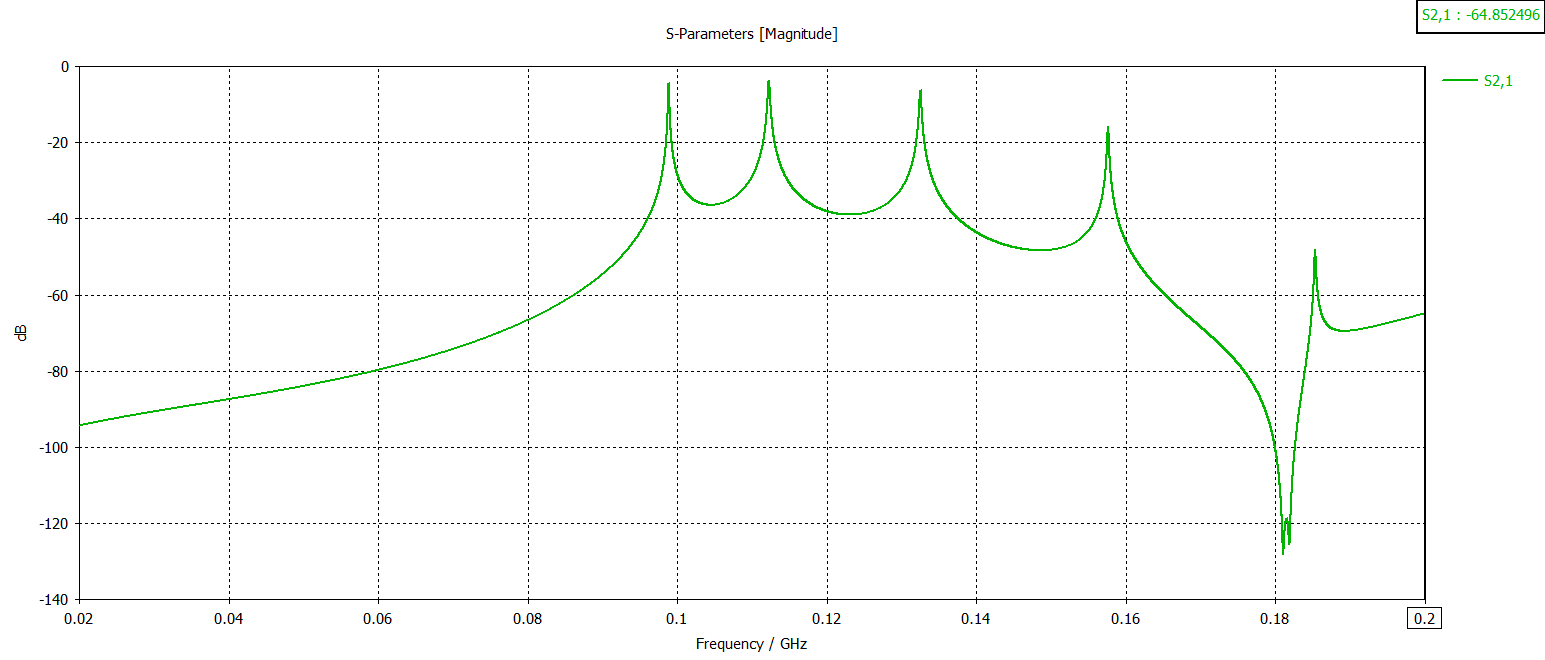 S2,1 : -64.852496
S-Parameters [Magnitude]
S2,1
0
-20
-40
-60
-80
-100
-120
-140
dB
0.02 0.04 0.06 0.08 0.1 0.12 0.14 0.16 0.18 0.2
Frequency / GHz